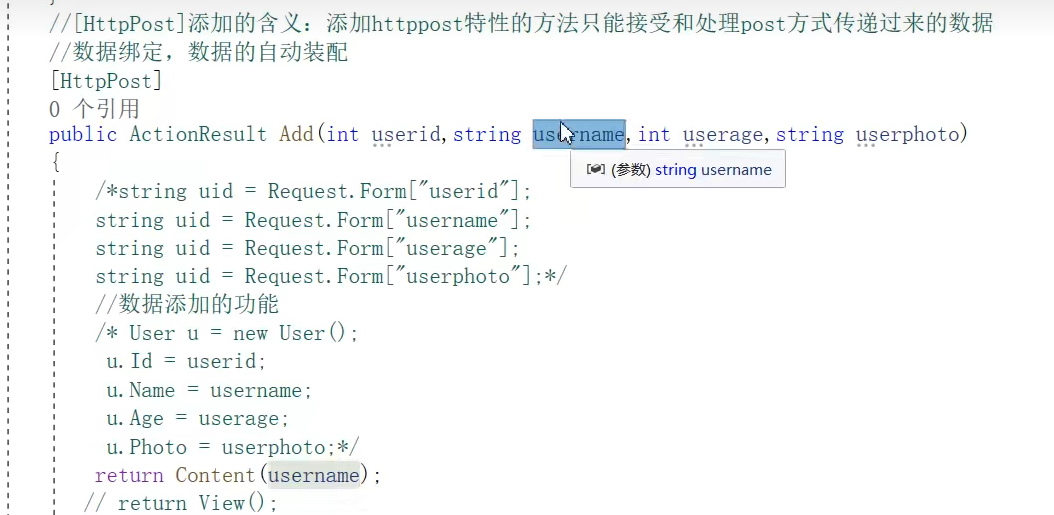 //[HttpPost]添加的含义：添加httppost特性的方法只能接受和处理post方式传递过来的数据
//数据绑定，数据的自动装配
[HttpPost]
0 个引用
public ActionResult Add(int userid,string username,int userage,string userphoto)
{
(参数) string username
/*string uid = Request.Form["userid"];
string uid = Request.Form["username"];
string uid = Request.Form["userage"];
string uid = Request.Form["userphoto"];*/
//数据添加的功能
/* User u = new User();
u.Id = userid;
u.Name = username;
u.Age = userage;
u.Photo = userphoto;*/
return Content(username);
// return View();